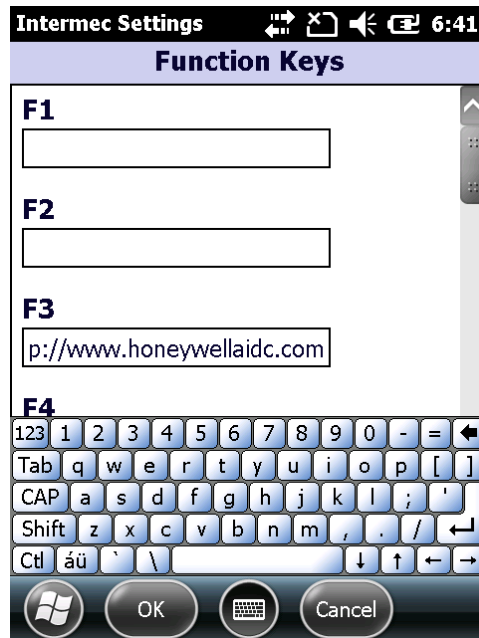 Intermec Settings 6:41
Function Keys
F1
F2
F3
p://www.honeywellaidc.com
F4
123 1 2 3 4 5 6 7 8 9 0 - =
Tab q w e r t y u i o p [ ]
CAP a s d f g h j k l ; '
Shift z x c v b n m , . /
Ctl áü ` \
OK Cancel